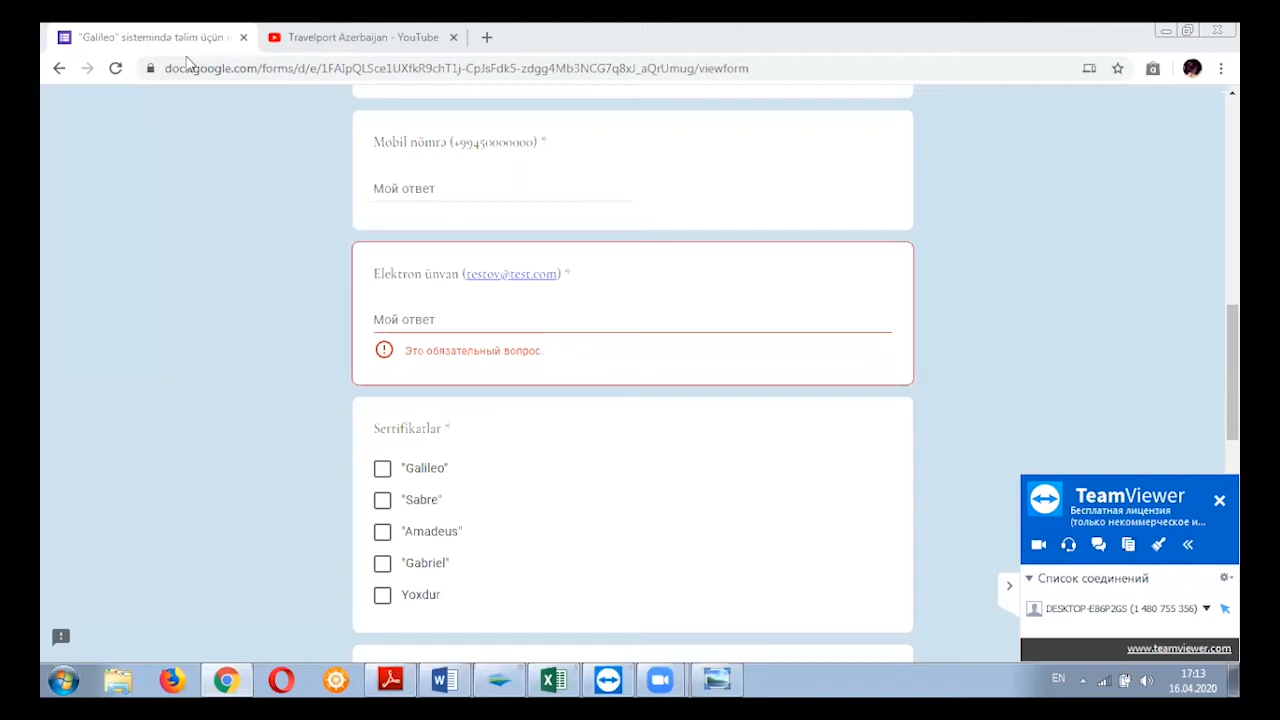 "Galileo" sistemində təlim üçün
Travelport Azerbaijan - YouTube
docs.google.com/forms/d/e/1FAIpQLSce1UXfkR9chT1j-CpJsFdk5-zdgg4Mb3NCG7q8xJ_aQrUmug/viewform
Mobil nömrə (+99450000000) *
Мой ответ
Elektron ünvan (testov@test.com) *
Мой ответ
Это обязательный вопрос.
Sertifikatlar *
"Galileo"
"Sabre"
"Amadeus"
"Gabriel"
Yoxdur
TeamViewer
Бесплатная лицензия
(только некоммерческое и...
Список соединений
DESKTOP-E86P2GS (1 480 755 356)
www.teamviewer.com
EN
17:13
16.04.2020